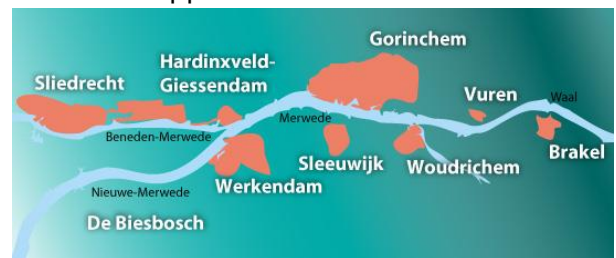 Gorinchem
Hardinxveld-
Giessendam
Sliedrecht
Vuren
Waal
Merwede
Beneden-Merwede
Brakel
Sleeuwijk
Woudrichem
Werkendam
Nieuwe-Merwede
De Biesbosch